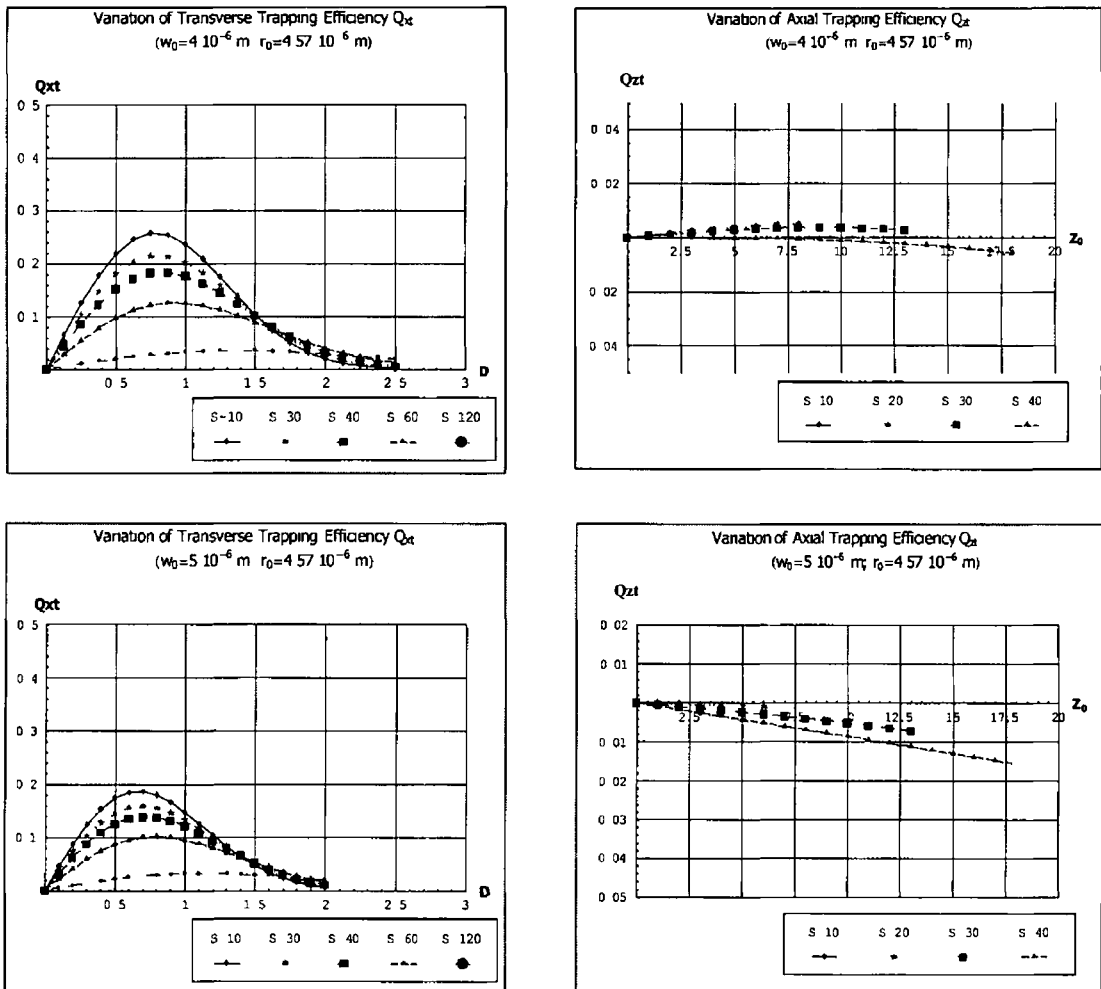 Variation of Transverse Trapping Efficiency Qxt
(w0=4 10-6 m r0=4 57 10-6 m)
Qxt
0 5
0 4
0 3
0 2
0 1
0 5 1 1 5 2 2 5 3
D
S-10 S 30 S 40 S 60 S 120
Variation of Axial Trapping Efficiency Qzt
(w0=4 10-6 m r0=4 57 10-6 m)
Qzt
0 04
0 02
2.5 5 7.5 10 12.5 15 17.5 20 Z0
0 02
0 04
S 10 S 20 S 30 S 40
Variation of Transverse Trapping Efficiency Qxt
(w0=5 10-6 m r0=4 57 10-6 m)
Qxt
0 5
0 4
0 3
0 2
0 1
0 5 1 1 5 2 2 5 3
D
S 10 S 30 S 40 S 60 S 120
Variation of Axial Trapping Efficiency Qzt
(w0=5 10-6 m; r0=4 57 10-6 m)
Qzt
0 02
0 01
2.5 12.5 15 17.5 20 Z0
0 01
0 02
0 03
0 04
0 05
S 10 S 20 S 30 S 40